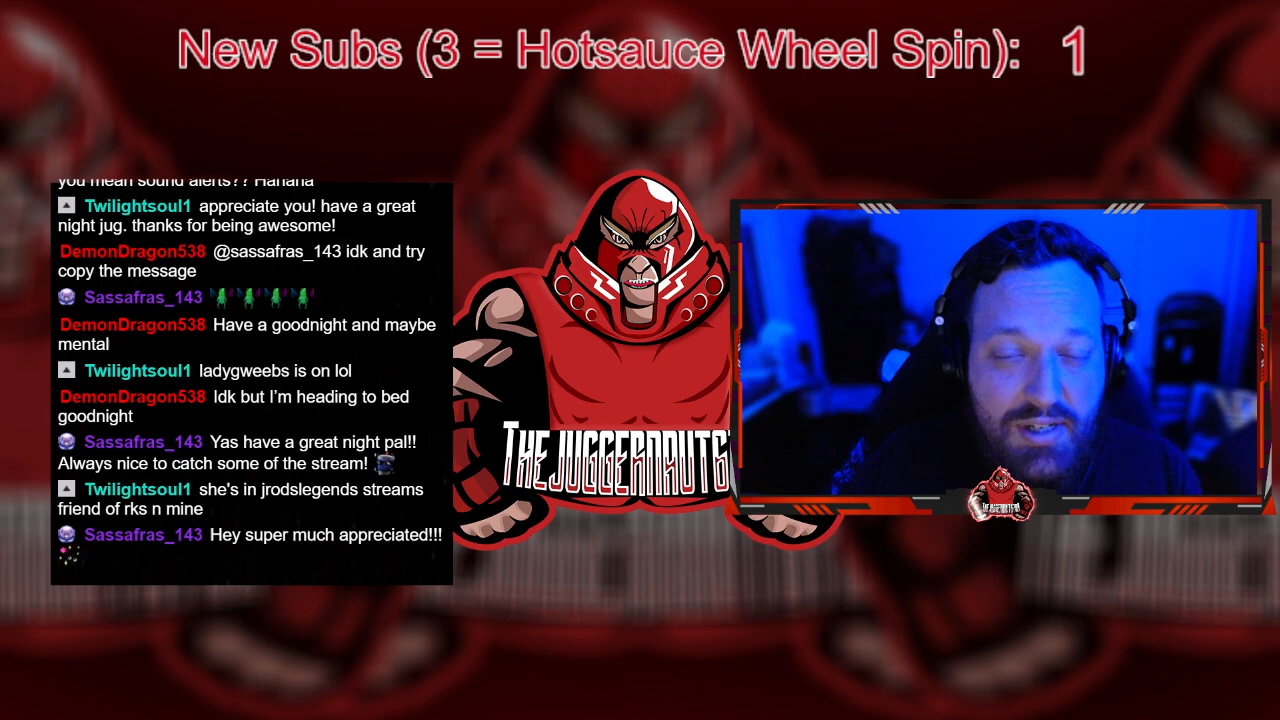 New Subs (3 = Hotsauce Wheel Spin): 1
you mean sound alerts?? Hahaha
Twilightsoul1 appreciate you! have a great
night jug. thanks for being awesome!
DemonDragon538 @sassafras_143 idk and try
copy the message
Sassafras_143
DemonDragon538 Have a goodnight and maybe
mental
Twilightsoul1 ladygweebs is on lol
DemonDragon538 Idk but I'm heading to bed
goodnight
Sassafras_143 Yas have a great night pal!!
Always nice to catch some of the stream!
Twilightsoul1 she's in jrodslegends streams
friend of rks n mine
Sassafras_143 Hey super much appreciated!!!
THEJUGGERNAUTG